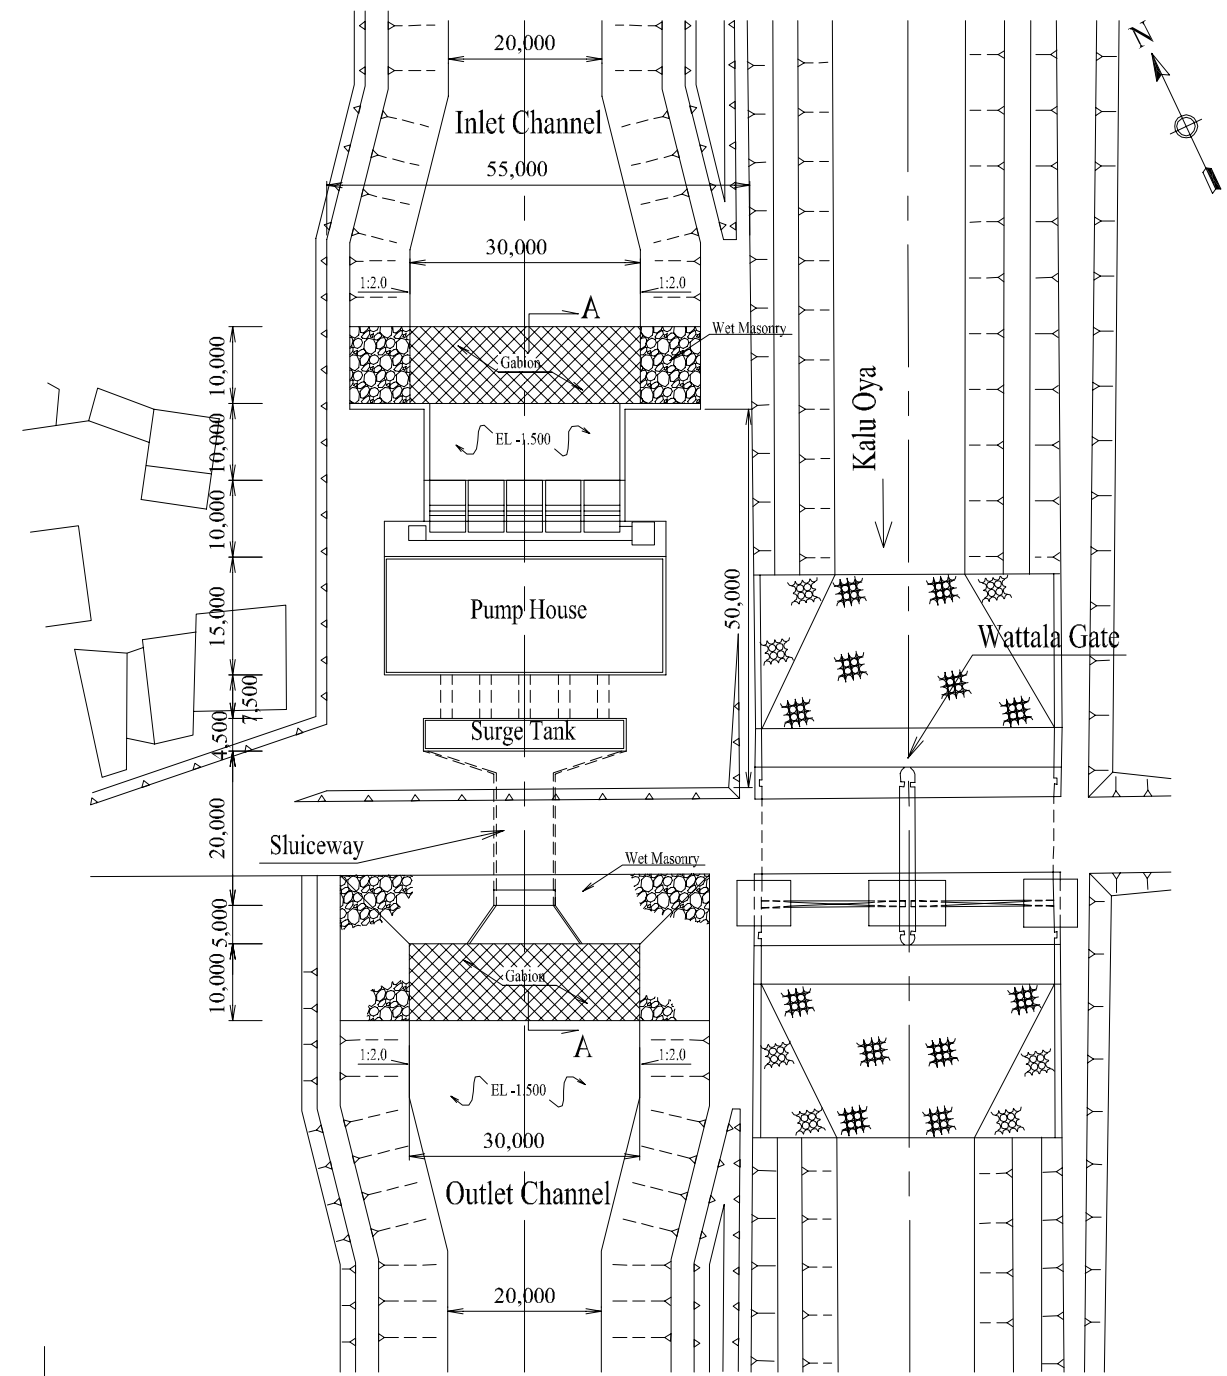 N
20,000
Inlet Channel
55,000
30,000
1:2.0
1:2.0
A
Wet Masonry
Gabion
10,000
10,000
EL -1.500
Kalu Oya
10,000
15,000
Pump House
50,000
Wattala Gate
7,500
4,500
Surge Tank
20,000
Sluiceway
Wet Masonry
5,000
10,000
Gabion
A
1:2.0
1:2.0
EL -1.500
30,000
Outlet Channel
20,000